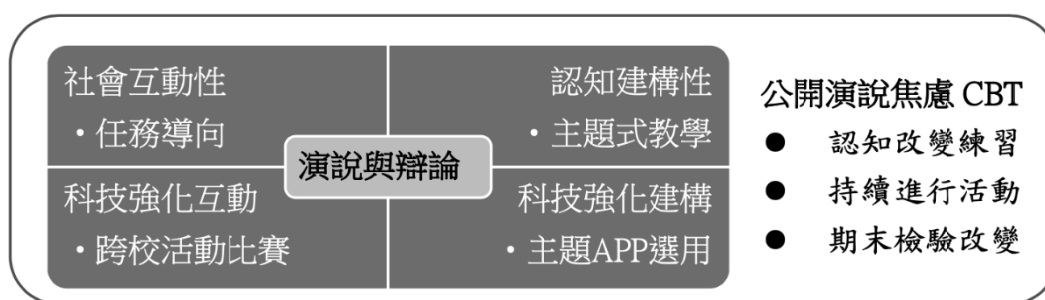 社會互動性
・任務導向
認知建構性
・主題式教學
演說與辯論
科技強化互動
・跨校活動比賽
科技強化建構
・主題APP選用
公開演說焦慮 CBT
● 認知改變練習
● 持續進行活動
● 期末檢驗改變